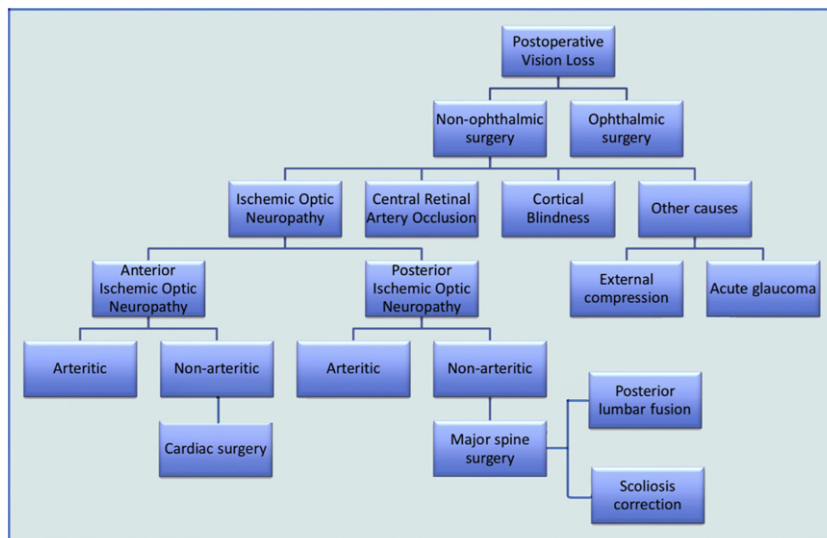 Postoperative
Vision Loss
Non-ophthalmic
surgery
Ophthalmic
surgery
Ischemic Optic
Neuropathy
Central Retinal
Artery Occlusion
Cortical
Blindness
Other causes
Anterior
Ischemic Optic
Neuropathy
Posterior
Ischemic Optic
Neuropathy
External
compression
Acute glaucoma
Arteritic
Non-arteritic
Arteritic
Non-arteritic
Posterior
lumbar fusion
Cardiac surgery
Major spine
surgery
Scoliosis
correction